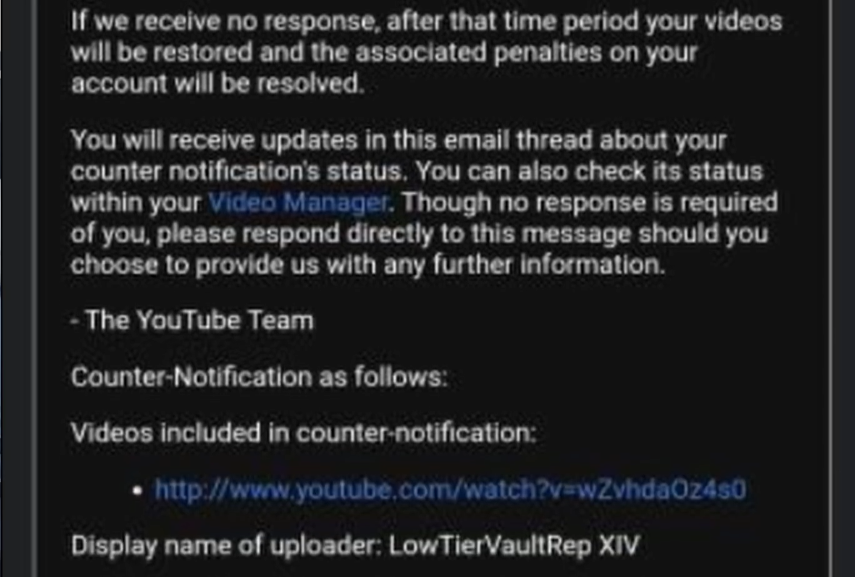 If we receive no response, after that time period your videos
will be restored and the associated penalties on your
account will be resolved.
You will receive updates in this email thread about your
counter notification's status. You can also check its status
within your Video Manager. Though no response is required
of you, please respond directly to this message should you
choose to provide us with any further information.
- The YouTube Team
Counter-Notification as follows:
Videos included in counter-notification:
• http://www.youtube.com/watch?v=wZvhdaOz4s0
Display name of uploader: LowTierVaultRep XIV